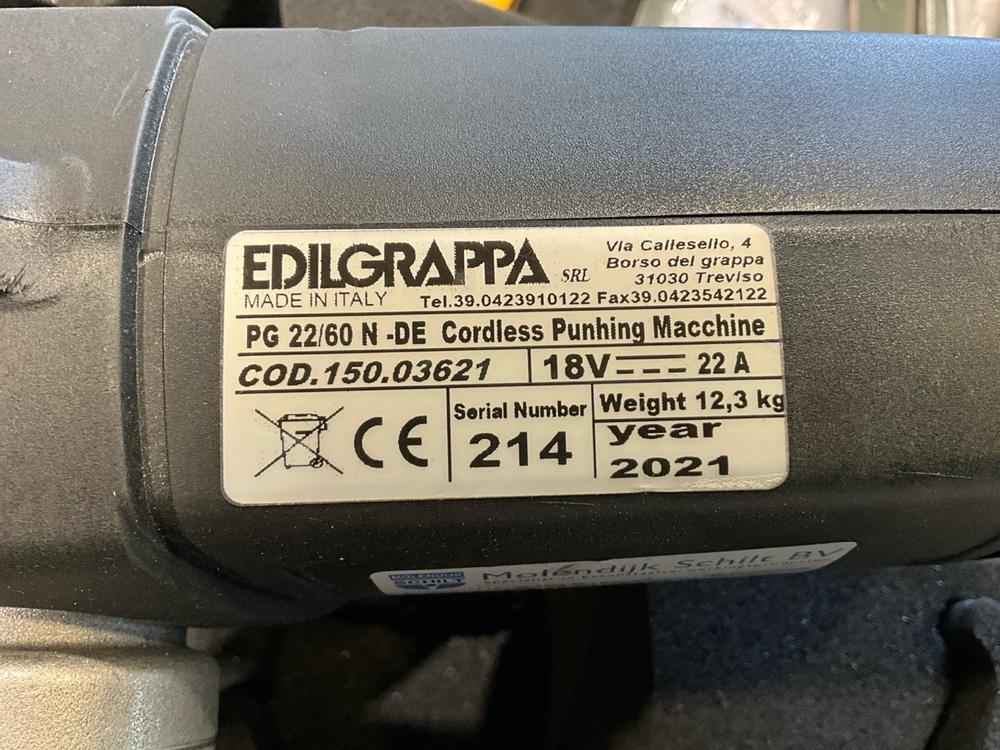 EDILGRAPPA SRL
MADE IN ITALY
Via Callesello, 4
Borso del grappa
31030 Treviso
Tel.39.0423910122 Fax39.0423542122
PG 22/60 N -DE Cordless Punhing Macchine
COD.150.03621
18V 22 A
CE
Serial Number
214
Weight 12,3 kg
year
2021
MOLENDIJK
SCHILT
Molendijk Schilt BV